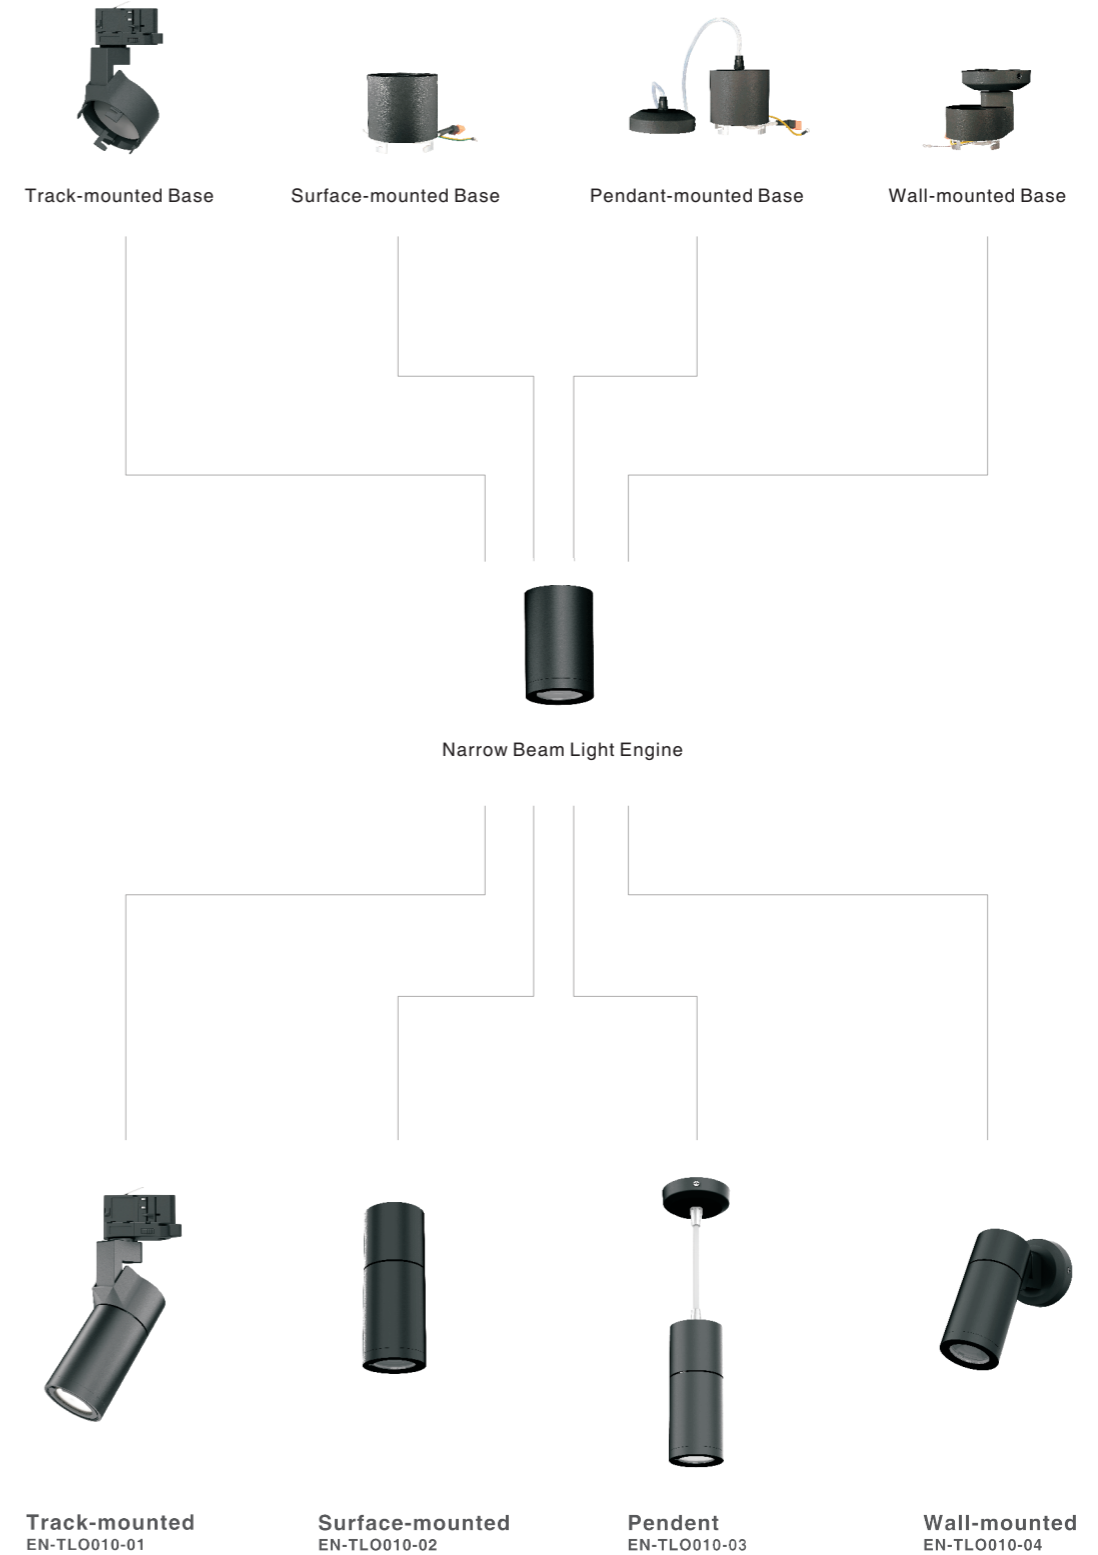 Track-mounted Base
Surface-mounted Base
Pendant-mounted Base
Wall-mounted Base
Narrow Beam Light Engine
Track-mounted
EN-TLO010-01
Surface-mounted
EN-TLO010-02
Pendent
EN-TLO010-03
Wall-mounted
EN-TLO010-04